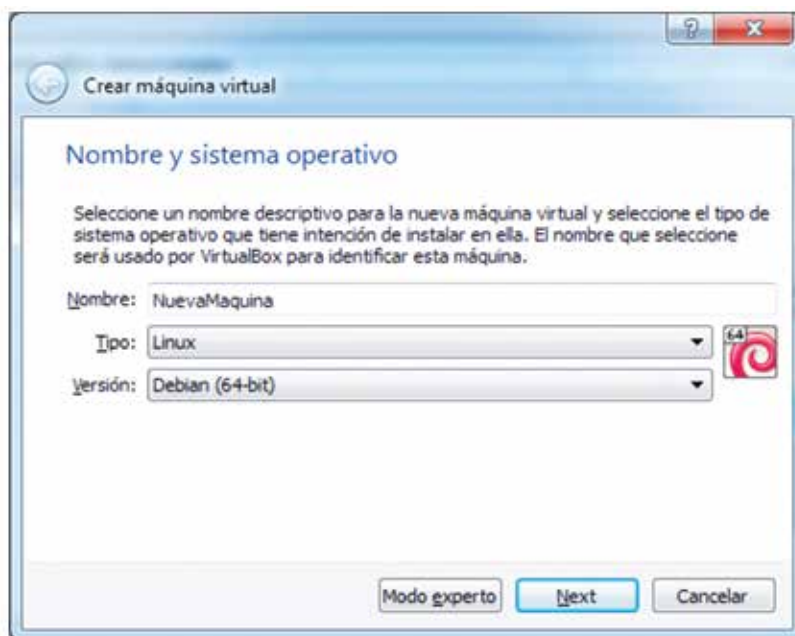 Crear máquina virtual
Nombre y sistema operativo
Seleccione un nombre descriptivo para la nueva máquina virtual y seleccione el tipo de
sistema operativo que tiene intención de instalar en ella. El nombre que seleccione
será usado por VirtualBox para identificar esta máquina.
Nombre: NuevaMaquina
Tipo: Linux
64
Versión: Debian (64-bit)
Modo experto Next Cancelar